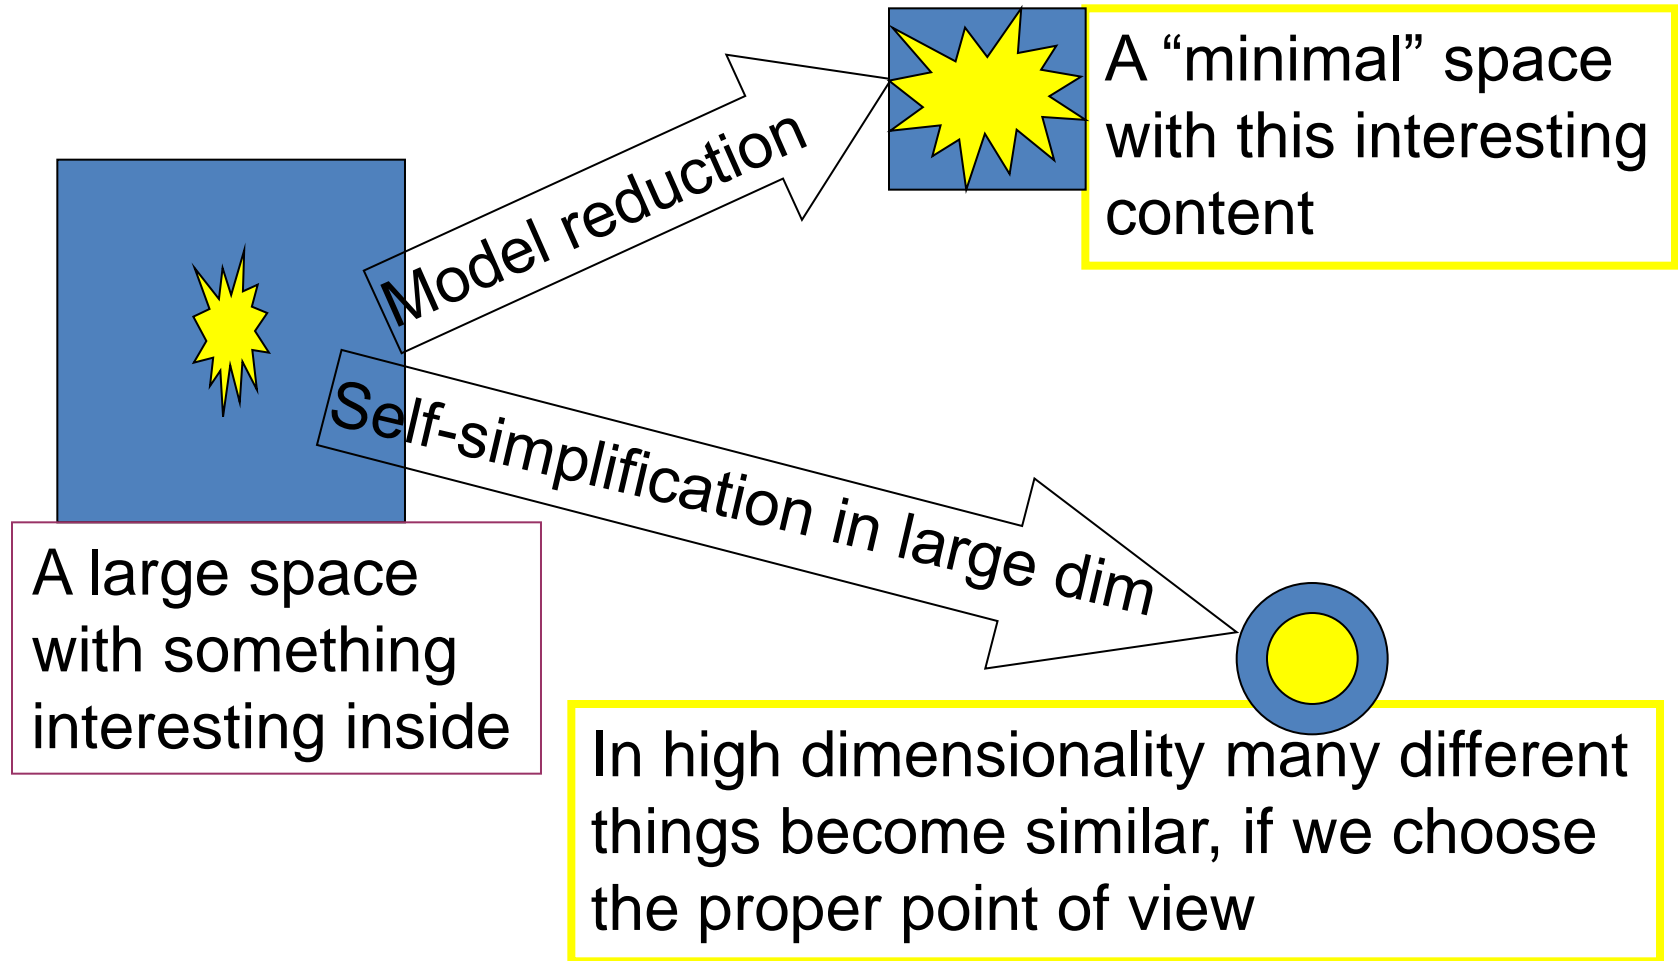 A “minimal” space
with this interesting
content
Model reduction
Self-simplification in large dim
A large space
with something
interesting inside
In high dimensionality many different
things become similar, if we choose
the proper point of view